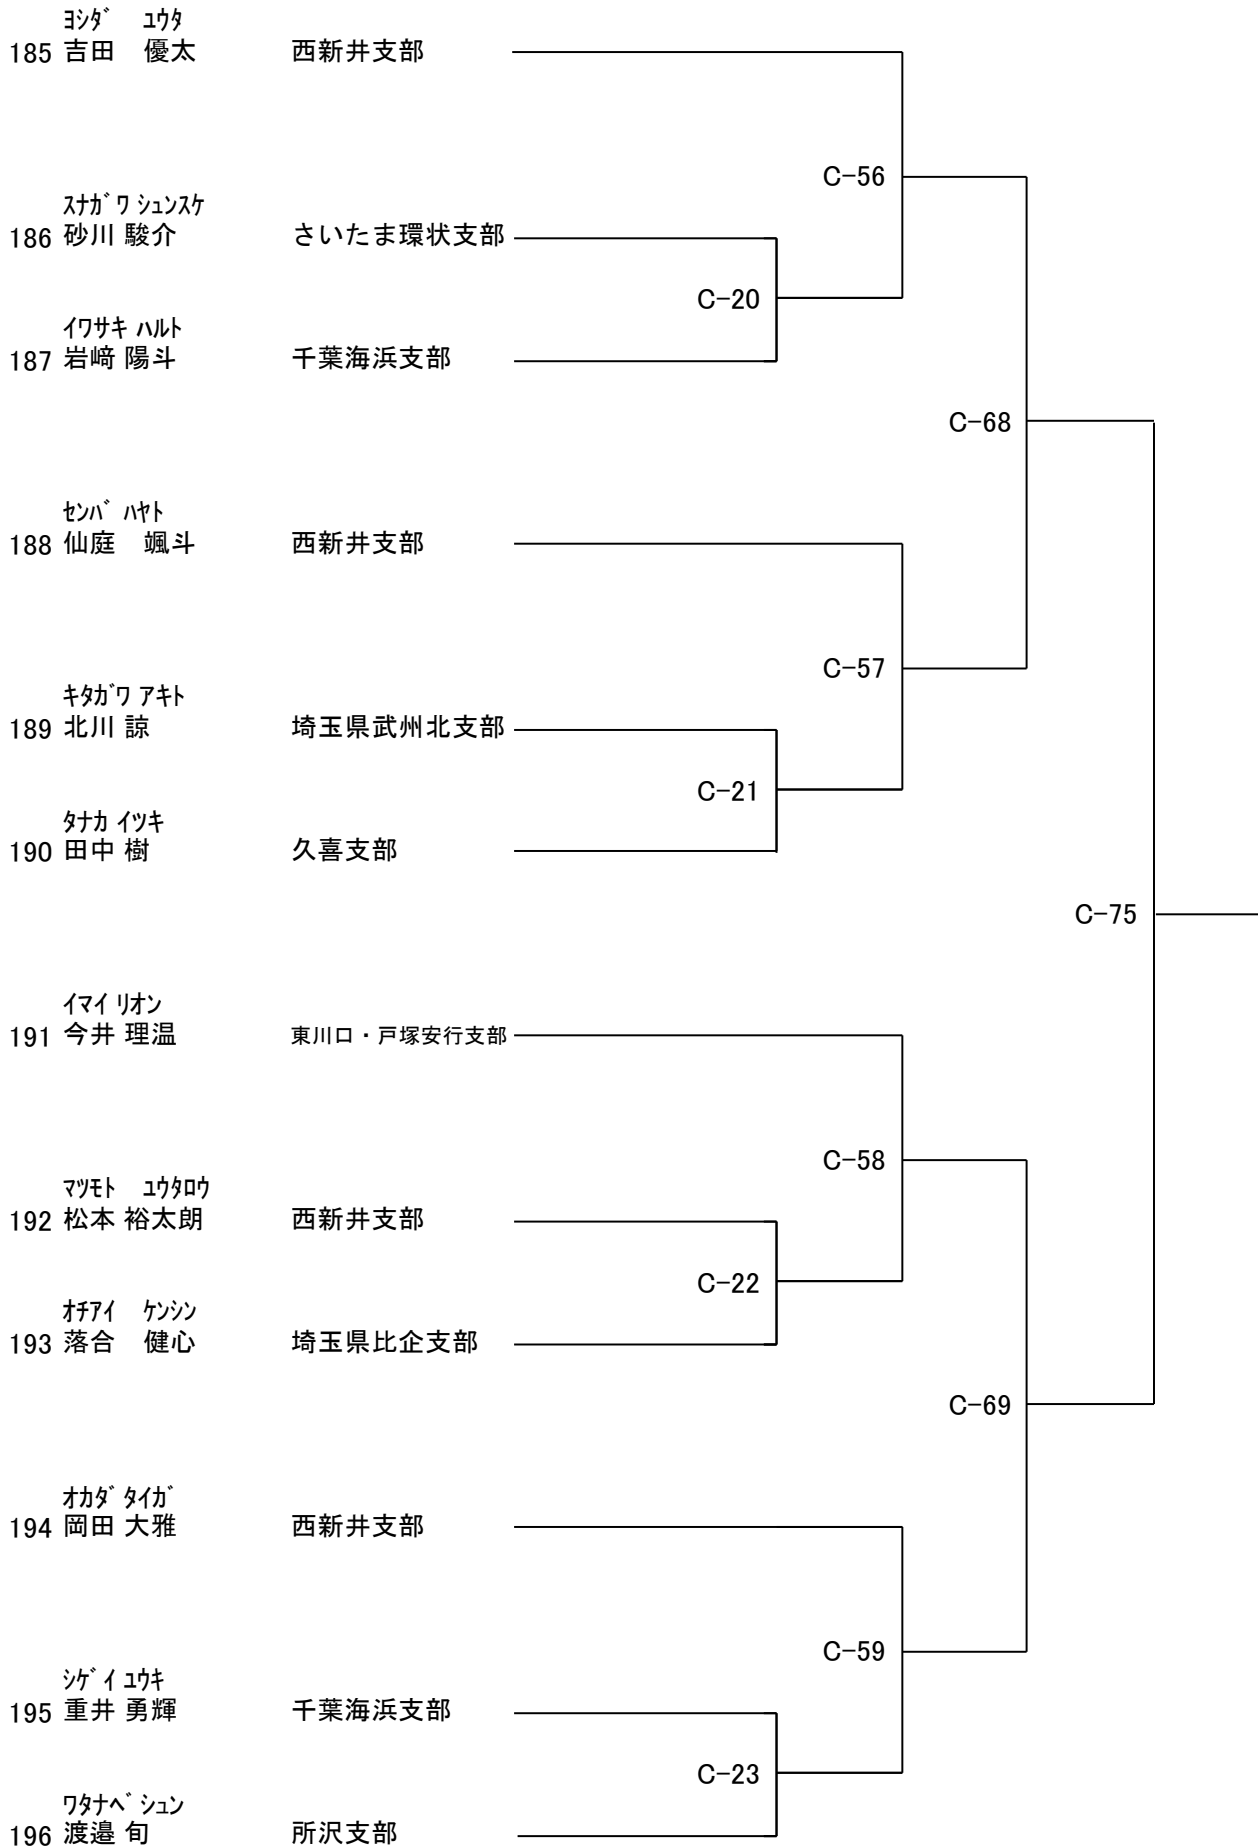 ﾖｼﾀﾞ　ﾕｳﾀ
185 吉田　優太 西新井支部
C-56
ｽﾅｶﾞﾜ ｼｭﾝｽｹ
186 砂川 駿介 さいたま環状支部
C-20
ｲﾜｻｷ ﾊﾙﾄ
187 岩﨑 陽斗 千葉海浜支部
C-68
ｾﾝﾊﾞ ﾊﾔﾄ
188 仙庭　颯斗 西新井支部
C-57
ｷﾀｶﾞﾜ ｱｷﾄ
189 北川 諒 埼玉県武州北支部
C-21
ﾀﾅｶ ｲﾂｷ
190 田中 樹 久喜支部
C-75
ｲﾏｲ ﾘｵﾝ
191 今井 理温 東川口・戸塚安行支部
C-58
ﾏﾂﾓﾄ　ﾕｳﾀﾛｳ
192 松本 裕太朗 西新井支部
C-22
ｵﾁｱｲ　ｹﾝｼﾝ
193 落合　健心 埼玉県比企支部
C-69
ｵｶﾀﾞ ﾀｲｶﾞ
194 岡田 大雅 西新井支部
C-59
ｼｹﾞｲ ﾕｳｷ
195 重井 勇輝 千葉海浜支部
C-23
ﾜﾀﾅﾍﾞ ｼｭﾝ
196 渡邉 旬 所沢支部